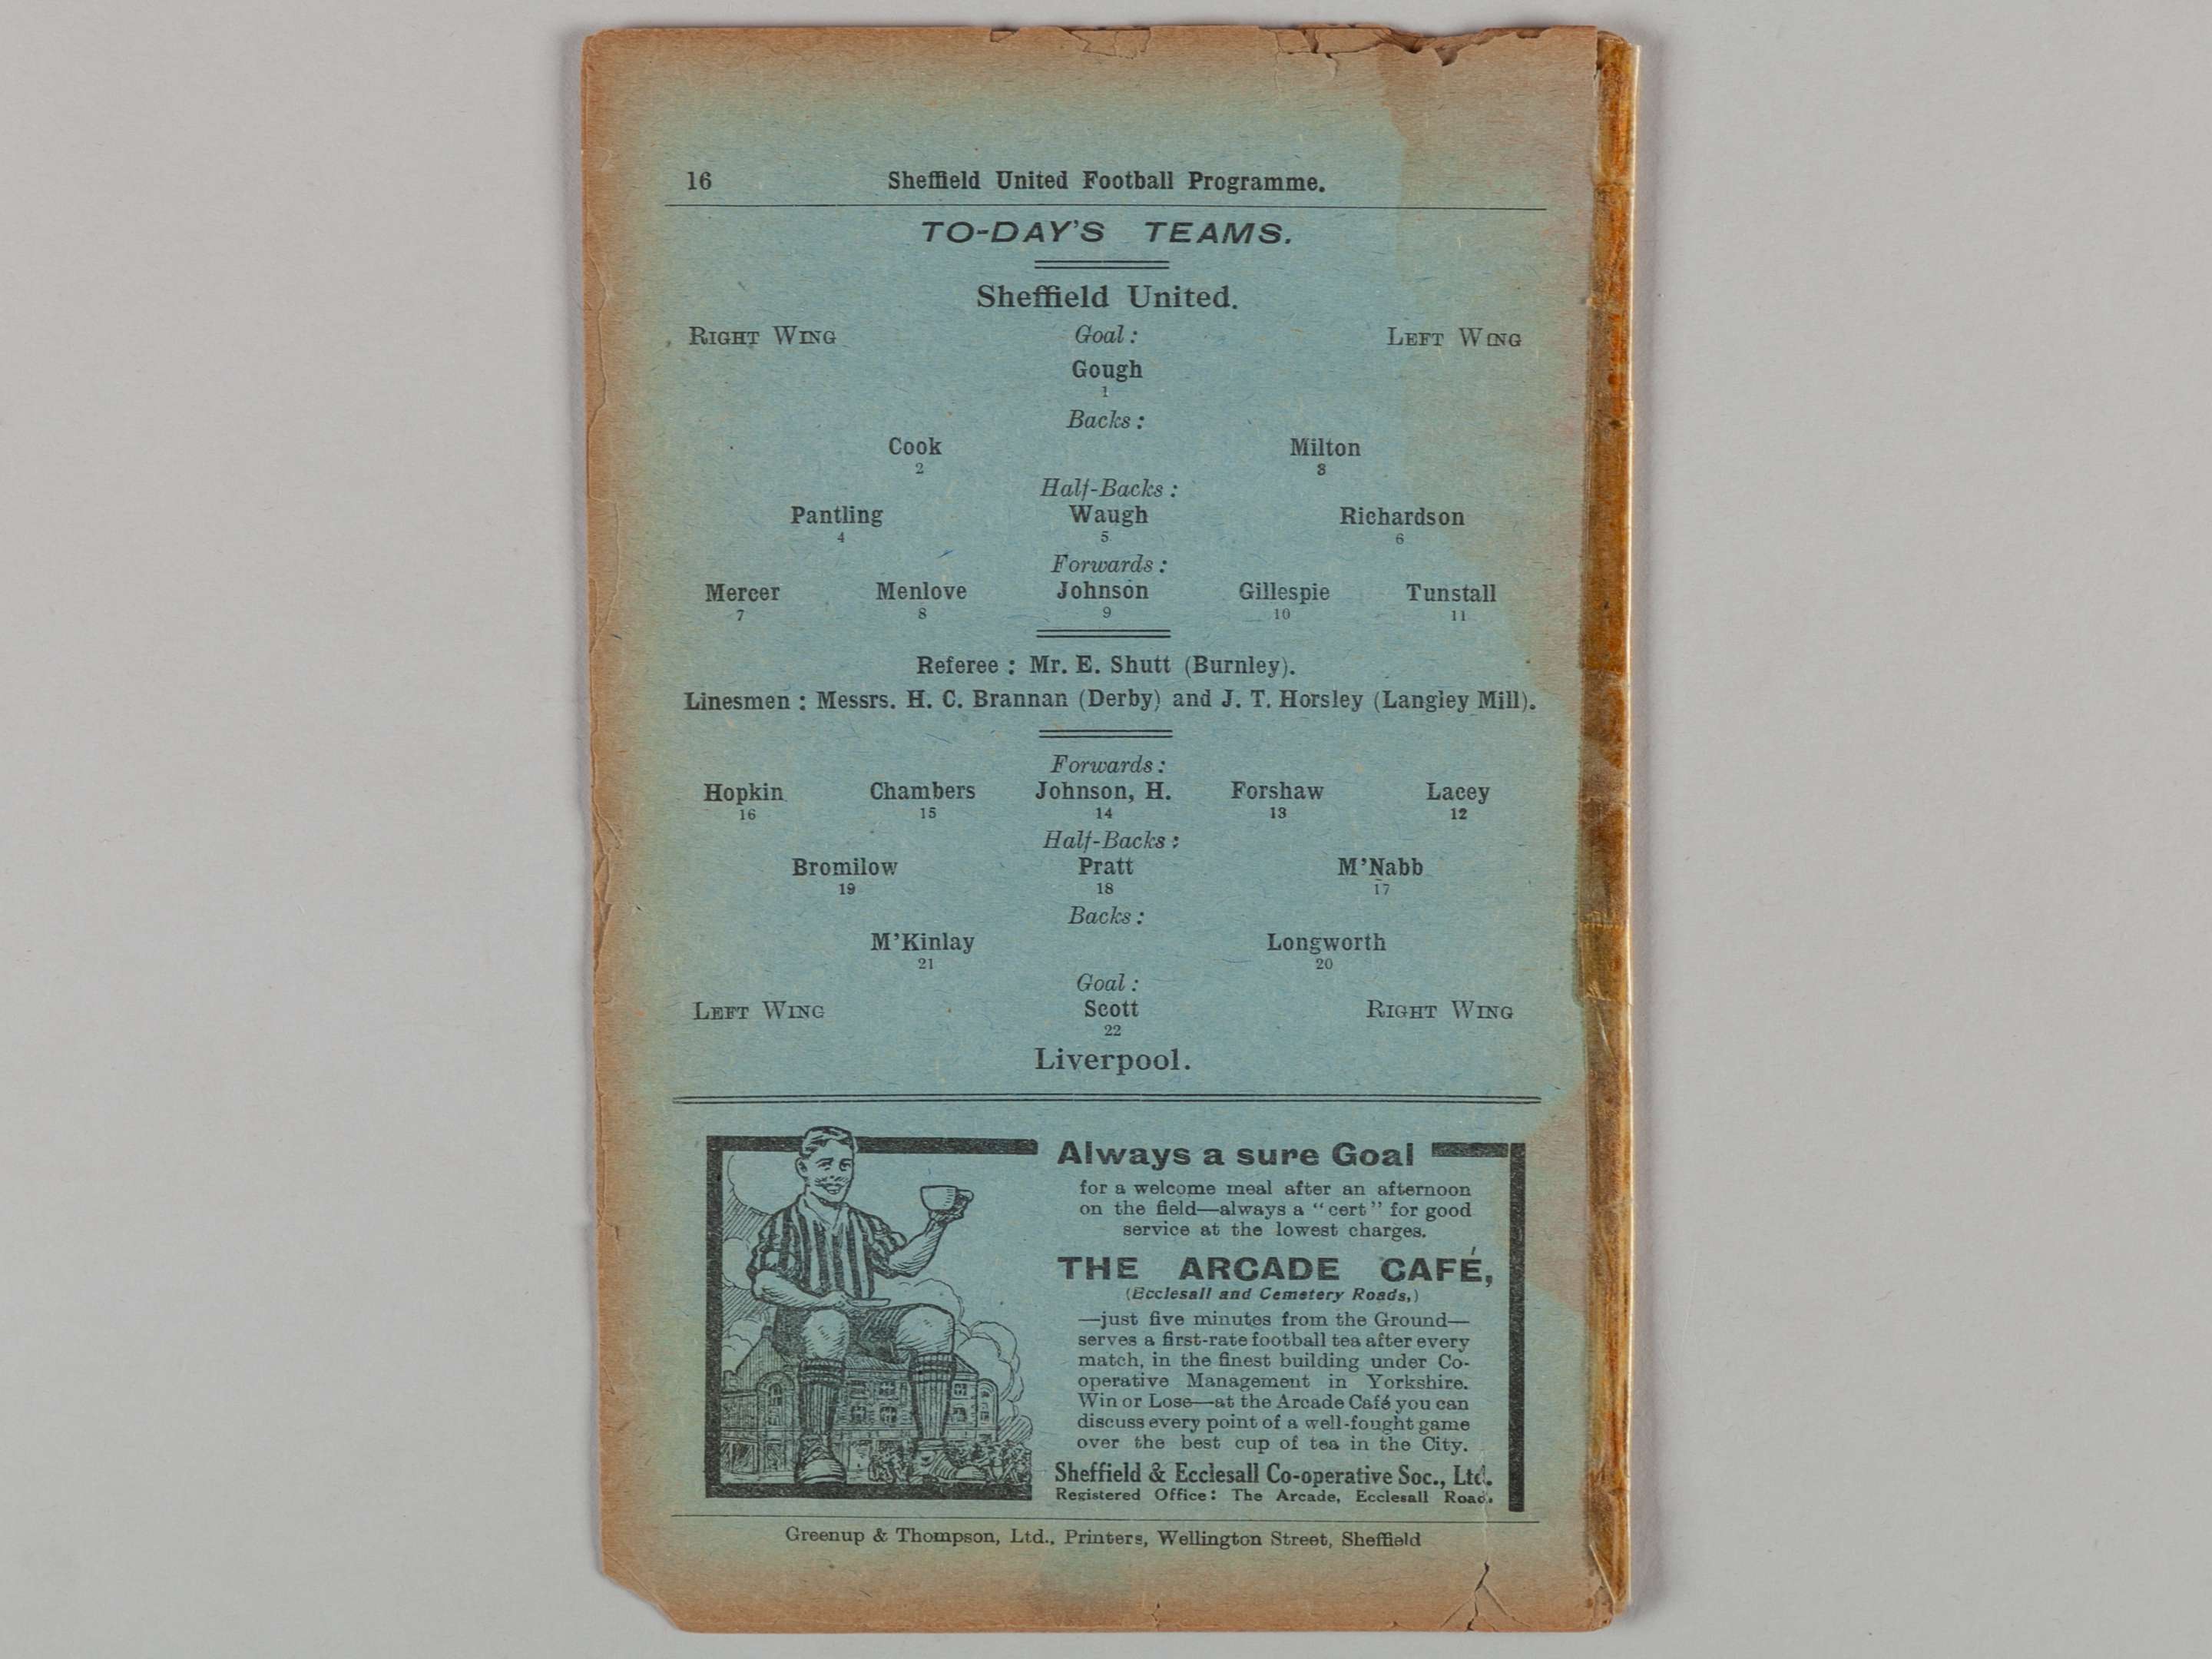 16 Sheffield United Football Programme.
TO-DAY'S TEAMS.
Sheffield United.
RIGHT WING Goal: LEFT WING
Gough
1
Backs:
Cook Milton
2 3
Half-Backs:
Pantling Waugh Richardson
4 5 6
Forwards:
Mercer Menlove Johnson Gillespie Tunstall
7 8 9 10 11
Referee: Mr. E. Shutt (Burnley).
Linesmen: Messrs. H. C. Brannan (Derby) and J. T. Horsley (Langley Mill).
Forwards:
Hopkin Chambers Johnson, H. Forshaw Lacey
16 15 14 13 12
Half-Backs:
Bromilow Pratt M'Nabb
19 18 17
Backs:
M'Kinlay Longworth
21 20
Goal:
LEFT WING Scott RIGHT WING
22
Liverpool.
Always a sure Goal
for a welcome meal after an afternoon
on the field—always a "cert" for good
service at the lowest charges.
THE ARCADE CAFÉ,
(Ecclesall and Cemetery Roads,)
—just five minutes from the Ground—
serves a first-rate football tea after every
match, in the finest building under Co-
operative Management in Yorkshire.
Win or Lose—at the Arcade Café you can
discuss every point of a well-fought game
over the best cup of tea in the City.
Sheffield & Ecclesall Co-operative Soc., Ltd.
Registered Office: The Arcade, Ecclesall Road.
Greenup & Thompson, Ltd., Printers, Wellington Street, Sheffield